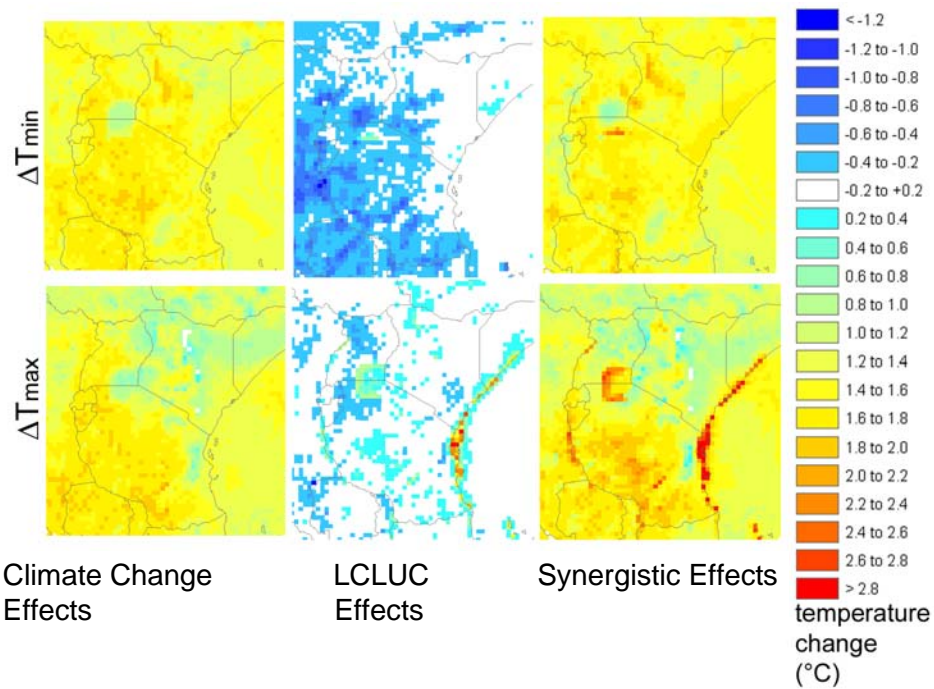 ΔTmin
ΔTmax
Climate Change
Effects
LCLUC
Effects
Synergistic Effects
< -1.2
-1.2 to -1.0
-1.0 to -0.8
-0.8 to -0.6
-0.6 to -0.4
-0.4 to -0.2
-0.2 to +0.2
0.2 to 0.4
0.4 to 0.6
0.6 to 0.8
0.8 to 1.0
1.0 to 1.2
1.2 to 1.4
1.4 to 1.6
1.6 to 1.8
1.8 to 2.0
2.0 to 2.2
2.2 to 2.4
2.4 to 2.6
2.6 to 2.8
> 2.8
temperature
change
(°C)